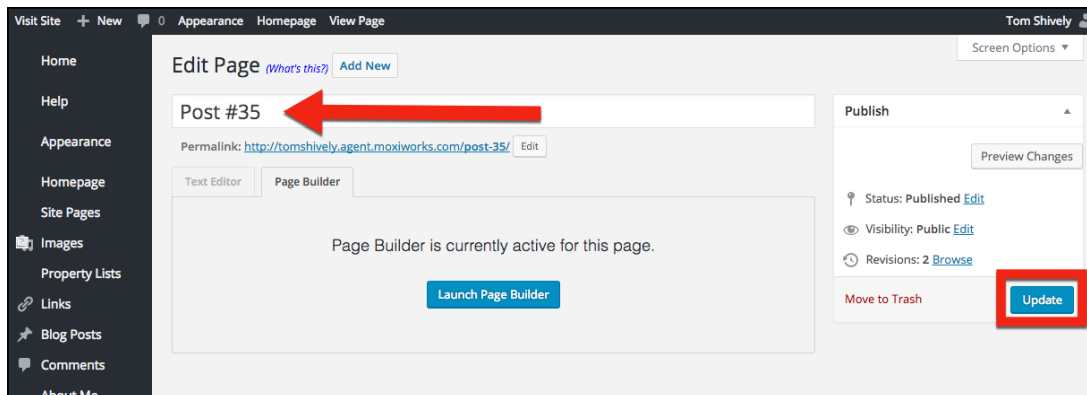 Visit Site + New 0 Appearance Homepage View Page Tom Shively
Screen Options ▼
Home
Help
Appearance
Homepage
Site Pages
Images
Property Lists
Links
Blog Posts
Comments
About Me
Edit Page (What's this?) Add New
Post #35
Permalink: http://tomshively.agent.moxiworks.com/post-35/ Edit
Text Editor Page Builder
Page Builder is currently active for this page.
Launch Page Builder
Publish
Preview Changes
Status: Published Edit
Visibility: Public Edit
Revisions: 2 Browse
Move to Trash Update